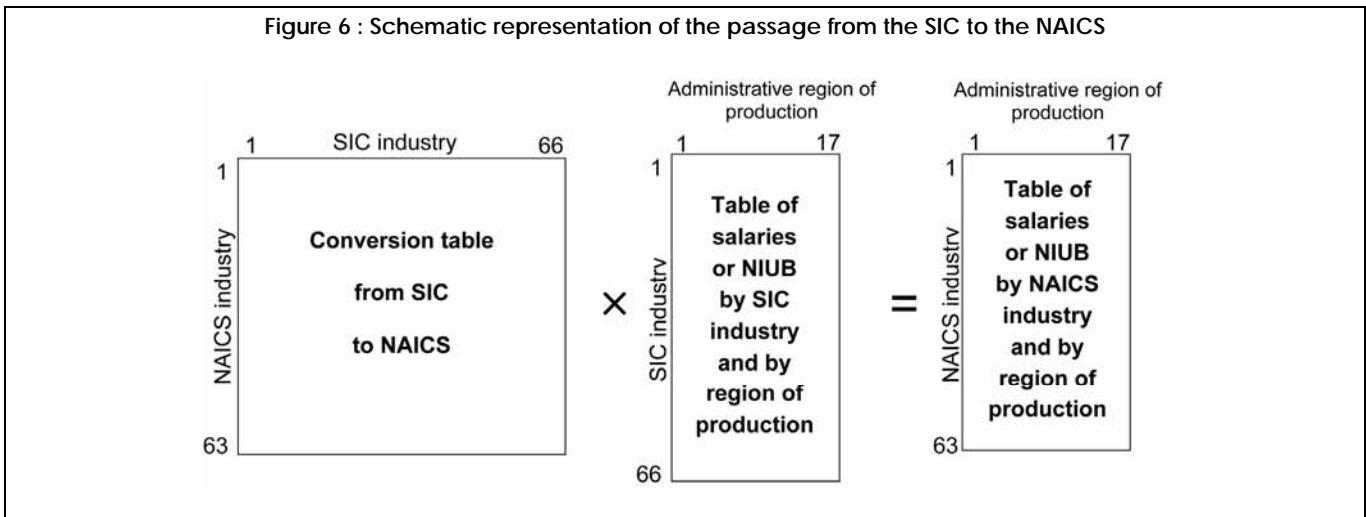 Figure 6 : Schematic representation of the passage from the SIC to the NAICS
1 SIC industry 66
1
NAICS industry
63
Conversion table
from SIC
to NAICS
×
Administrative region of
production
1 17
1
SIC industry
66
Table of
salaries
or NIUB
by SIC
industry
and by
region of
production
=
Administrative region of
production
1 17
1
NAICS industry
63
Table of
salaries
or NIUB
by NAICS
industry
and by
region of
production